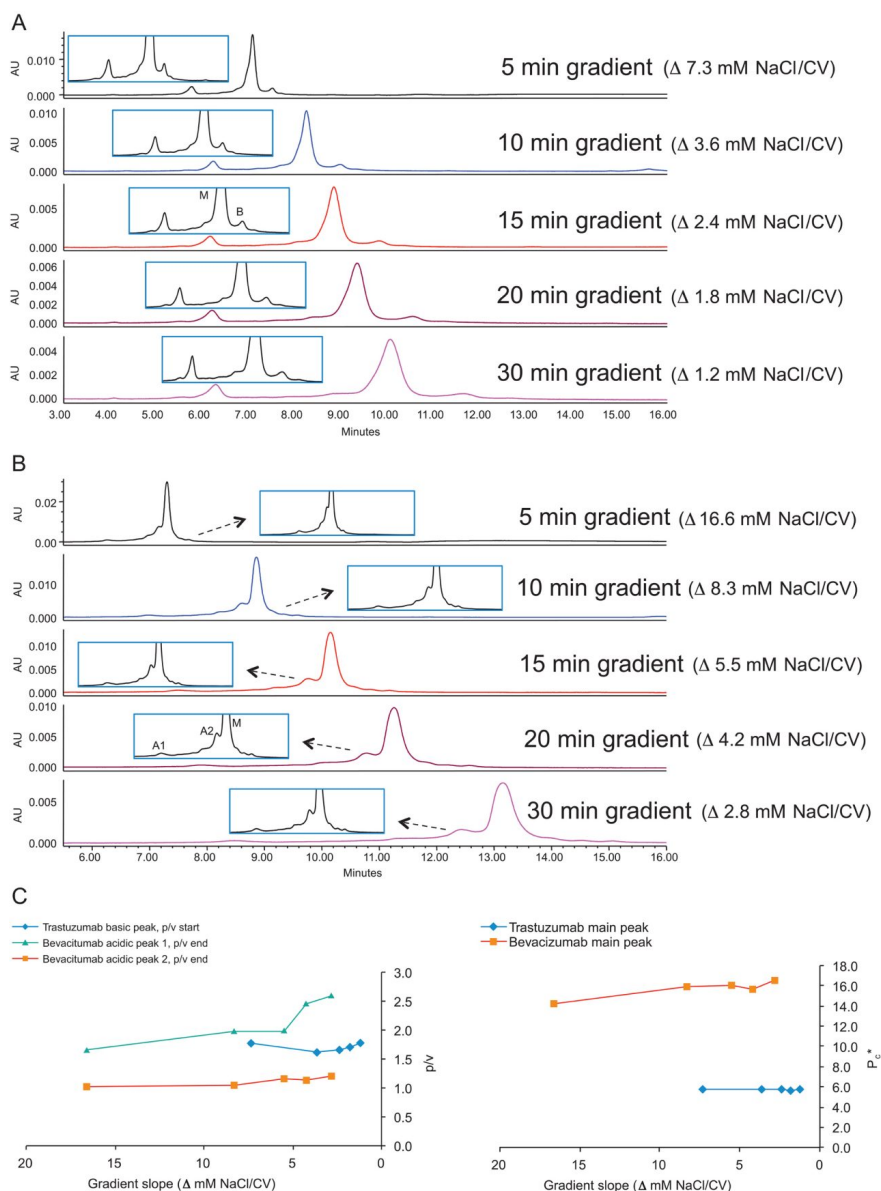 A
AU
0.010
0.000
5 min gradient (Δ 7.3 mM NaCl/CV)
AU
0.010
0.005
0.000
10 min gradient (Δ 3.6 mM NaCl/CV)
AU
0.005
0.000
M
B
15 min gradient (Δ 2.4 mM NaCl/CV)
AU
0.006
0.004
0.002
0.000
20 min gradient (Δ 1.8 mM NaCl/CV)
AU
0.004
0.002
0.000
30 min gradient (Δ 1.2 mM NaCl/CV)
3.00 4.00 5.00 6.00 7.00 8.00 9.00 10.00 11.00 12.00 13.00 14.00 15.00 16.00
Minutes
B
AU
0.02
0.00
5 min gradient (Δ 16.6 mM NaCl/CV)
AU
0.010
0.000
10 min gradient (Δ 8.3 mM NaCl/CV)
AU
0.010
0.005
0.000
15 min gradient (Δ 5.5 mM NaCl/CV)
AU
0.010
0.005
0.000
A1
A2
M
20 min gradient (Δ 4.2 mM NaCl/CV)
AU
0.005
0.000
30 min gradient (Δ 2.8 mM NaCl/CV)
6.00 7.00 8.00 9.00 10.00 11.00 12.00 13.00 14.00 15.00 16.00
Minutes
C
Trastuzumab basic peak, p/v start
Bevacitumab acidic peak 1, p/v end
Bevacitumab acidic peak 2, p/v end
3.0
2.5
2.0
1.5
1.0
0.5
0.0
p/v
20 15 10 5 0
Gradient slope (Δ mM NaCl/CV)
Trastuzumab main peak
Bevacizumab main peak
18.0
16.0
14.0
12.0
10.0
8.0
6.0
4.0
2.0
0.0
Pc*
20 15 10 5 0
Gradient slope (Δ mM NaCl/CV)